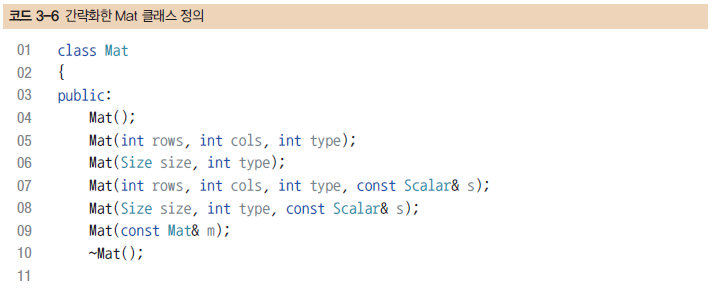 코드 3-6 간략화한 Mat 클래스 정의
01 class Mat
02 {
03 public:
04 Mat();
05 Mat(int rows, int cols, int type);
06 Mat(Size size, int type);
07 Mat(int rows, int cols, int type, const Scalar& s);
08 Mat(Size size, int type, const Scalar& s);
09 Mat(const Mat& m);
10 ~Mat();
11